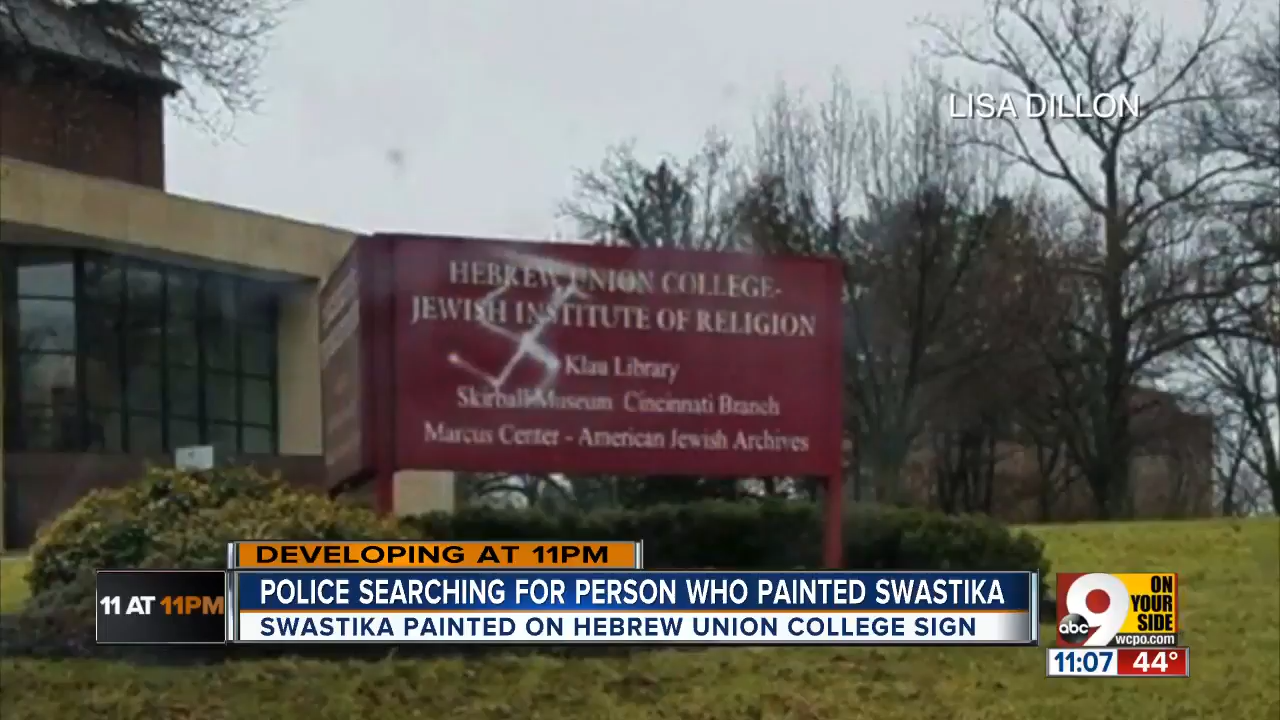 LISA DILLON
HEBREW UNION COLLEGE-
JEWISH INSTITUTE OF RELIGION
Klau Library
Skirball Museum Cincinnati Branch
Marcus Center - American Jewish Archives
DEVELOPING AT 11PM
11 AT 11PM
POLICE SEARCHING FOR PERSON WHO PAINTED SWASTIKA
SWASTIKA PAINTED ON HEBREW UNION COLLEGE SIGN
abc 9 ON
YOUR
SIDE
wcpo.com
11:07 44°